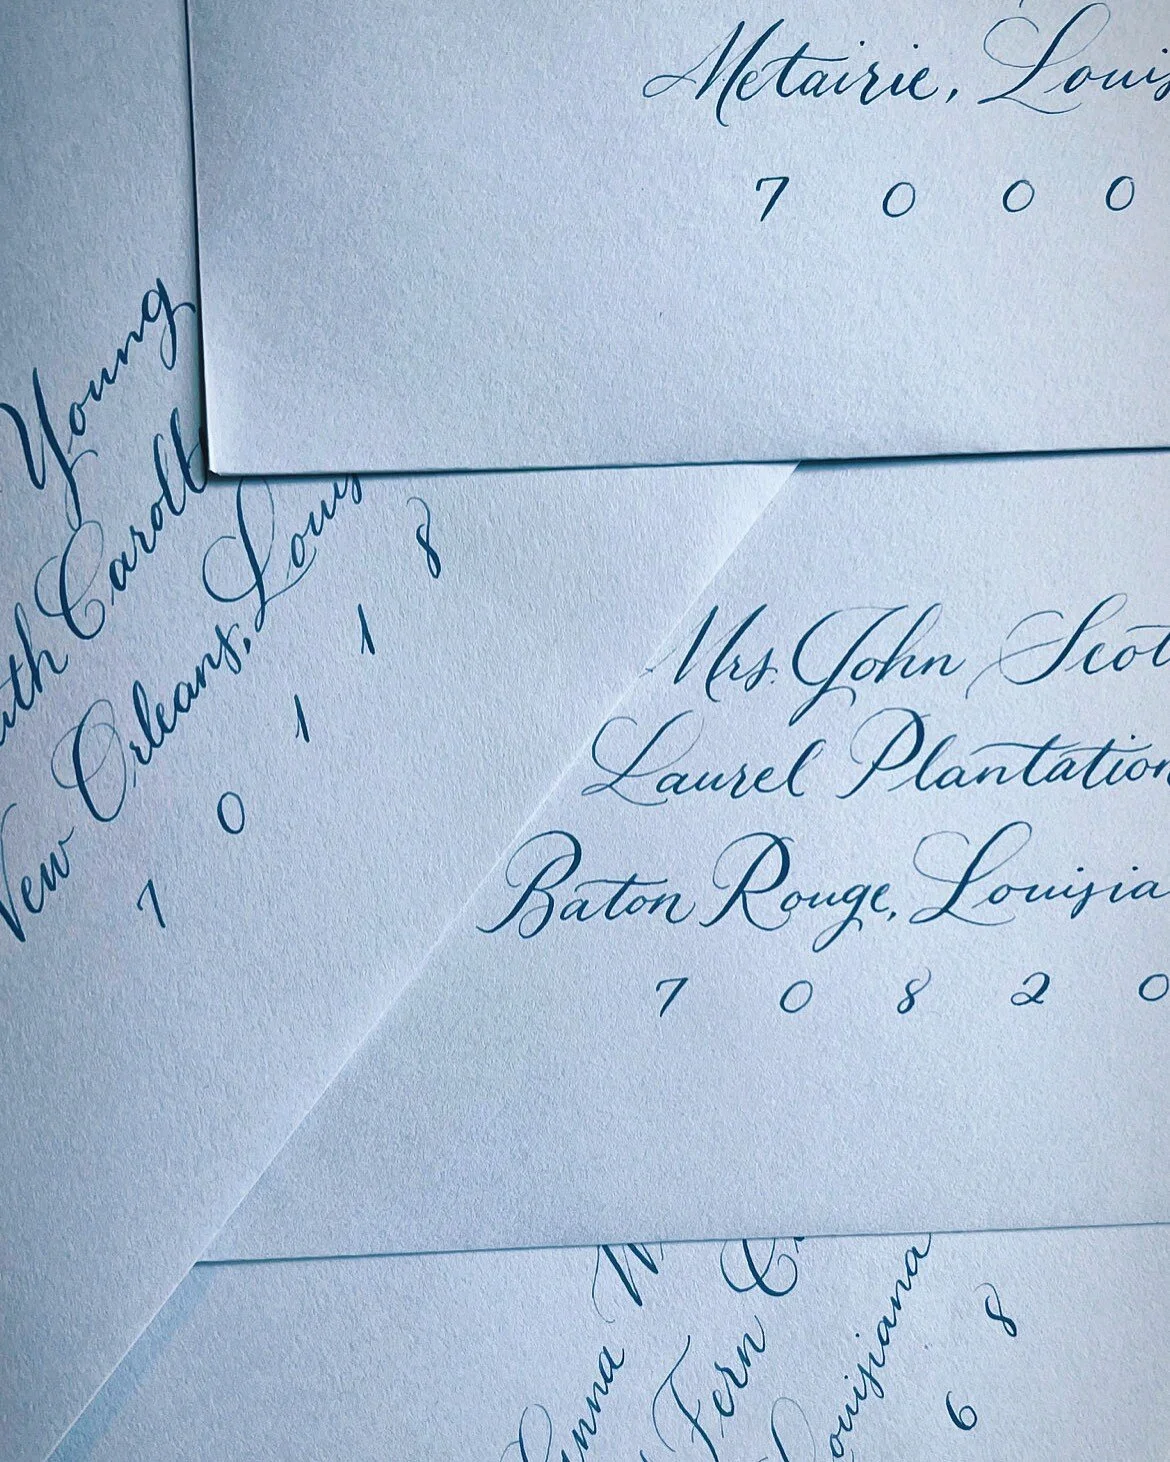 Metairie, Louis
7 0 0 0
Young
uth Caroll
New Orleans, Louis
7 0 1 1 8
Mrs. John Scot
Laurel Plantation
Baton Rouge, Louisia
7 0 8 2 0
Fern C
Louisiana
6 8